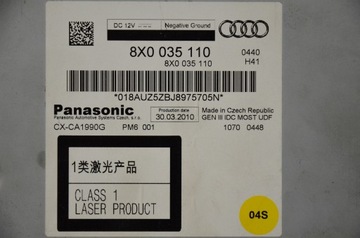 DC 12V Negative Ground
8X0 035 110 0440
8X0 035 110 H41
*018AUZ5ZBJ8975705N*
Panasonic Production date Made in Czech Republic
Panasonic Automotive Systems Czech, s.r.o. 30.03.2010 GEN III IDC MOST UDF
CX-CA1990G PM6 001 1070 0448
1类激光产品
CLASS 1
LASER PRODUCT
04S